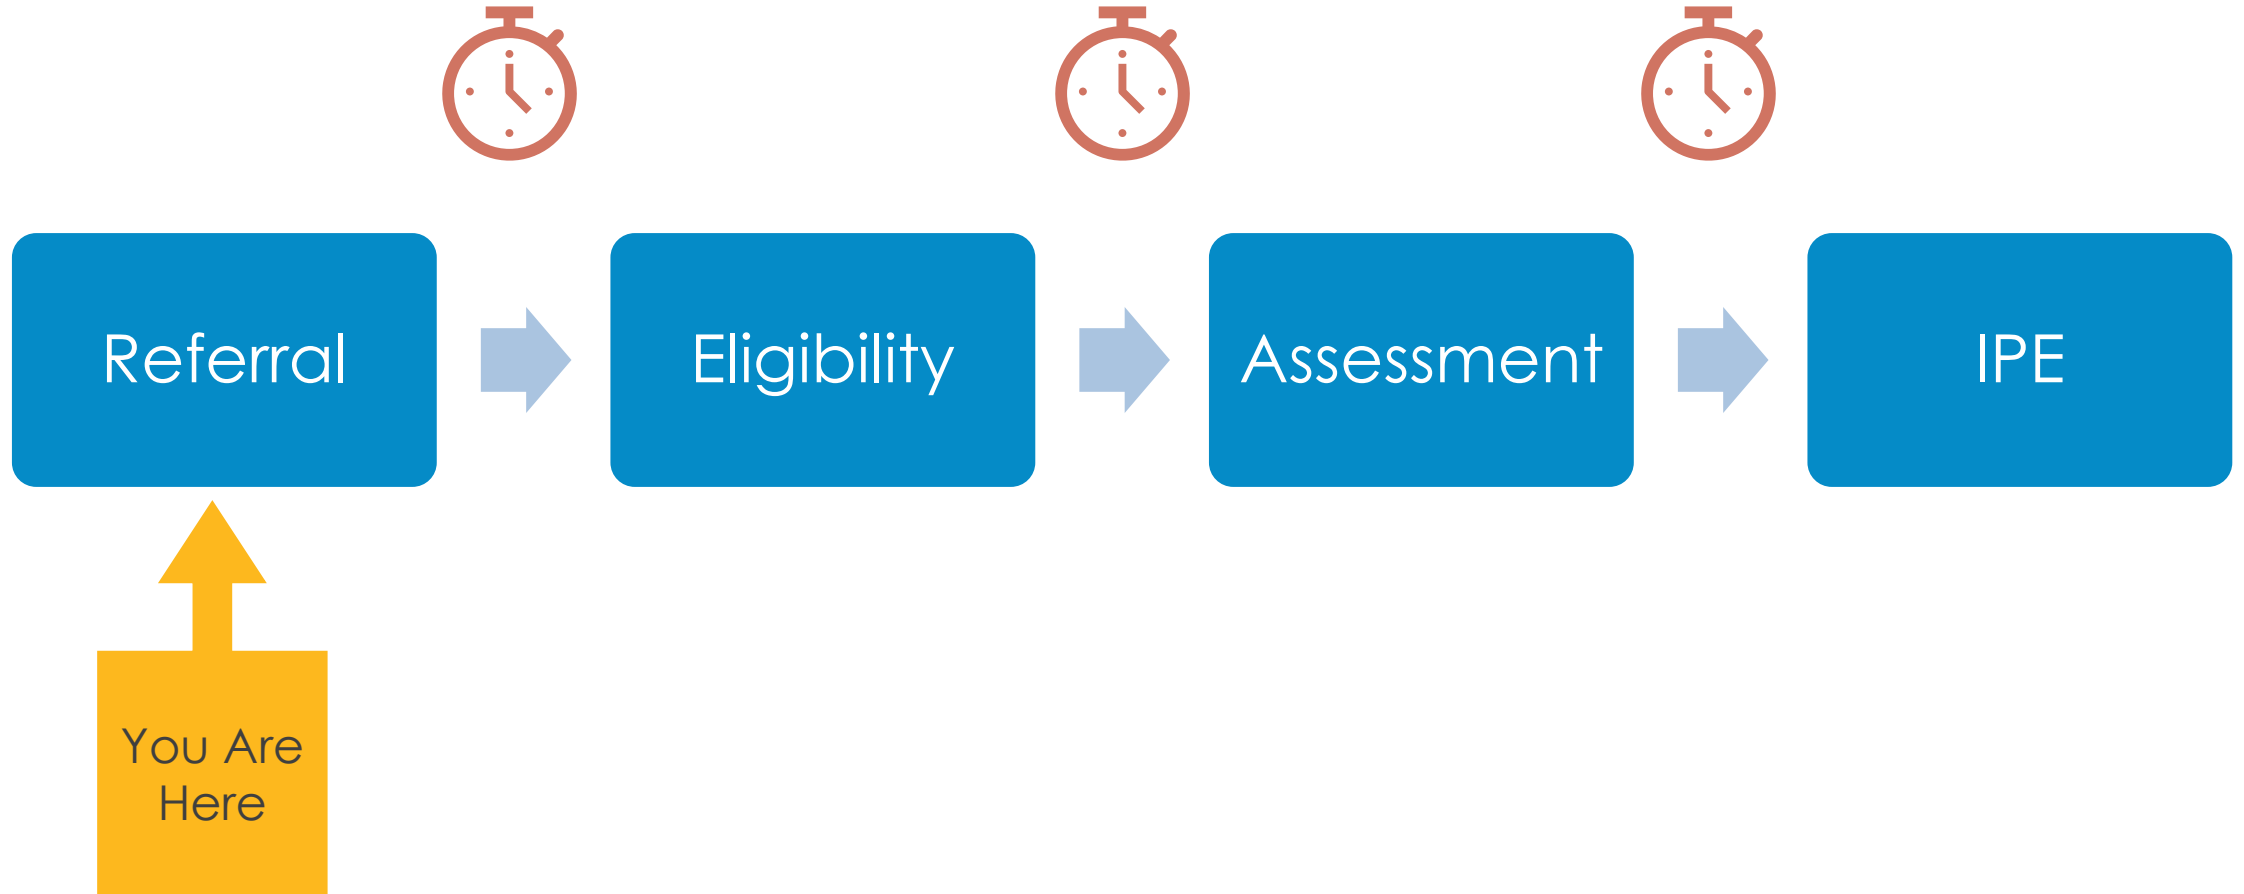 Referral
Eligibility
Assessment
IPE
You Are
Here